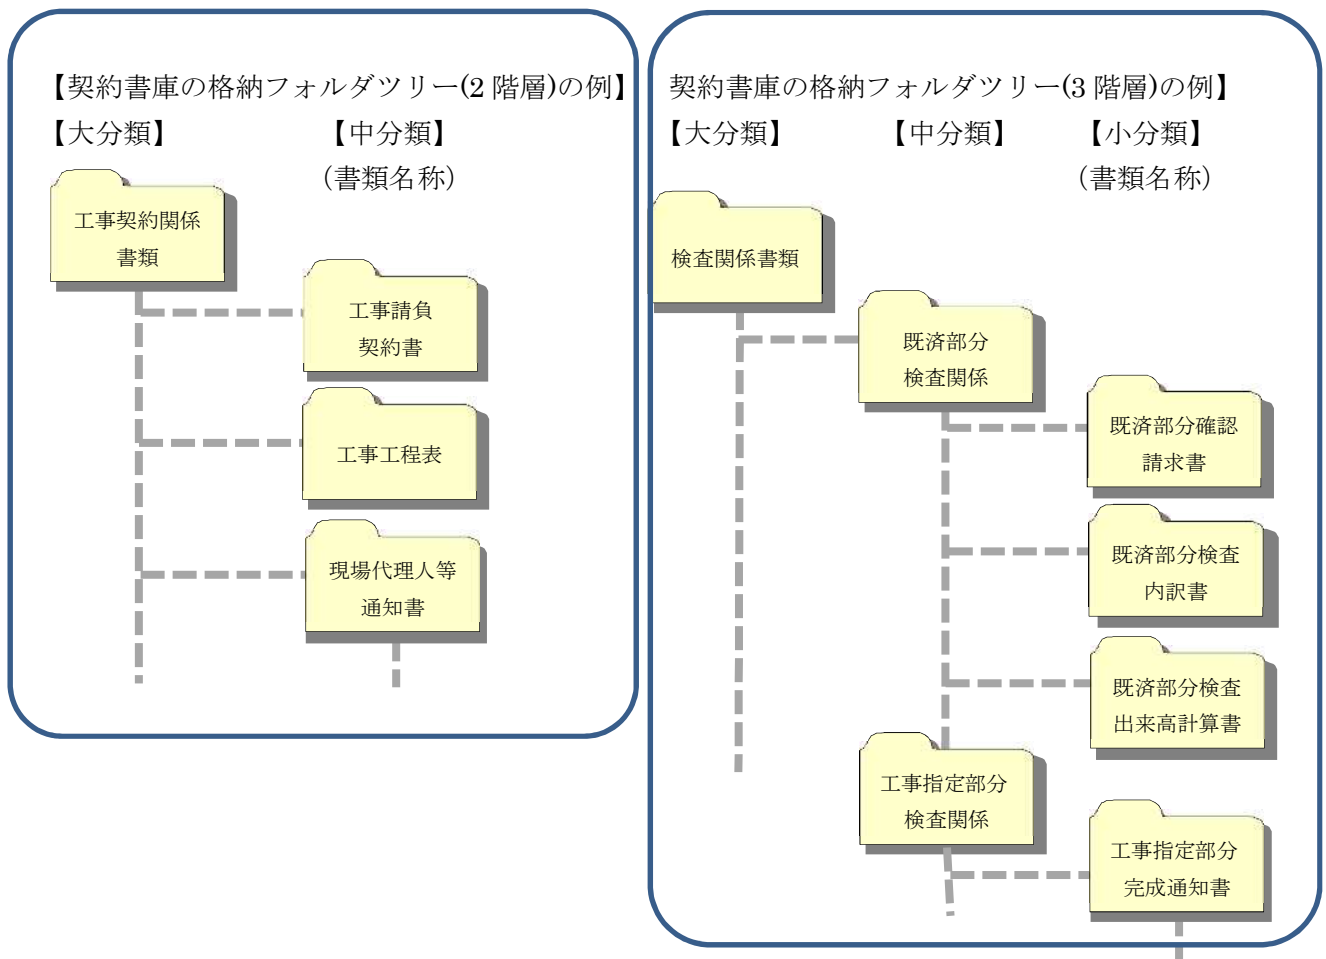 【契約書庫の格納フォルダツリー(2 階層)の例】
【大分類】
【中分類】
（書類名称）
工事契約関係
書類
工事請負
契約書
工事工程表
現場代理人等
通知書
契約書庫の格納フォルダツリー(3 階層)の例】
【大分類】
【中分類】
【小分類】
（書類名称）
検査関係書類
既済部分
検査関係
既済部分確認
請求書
既済部分検査
内訳書
既済部分検査
出来高計算書
工事指定部分
検査関係
工事指定部分
完成通知書